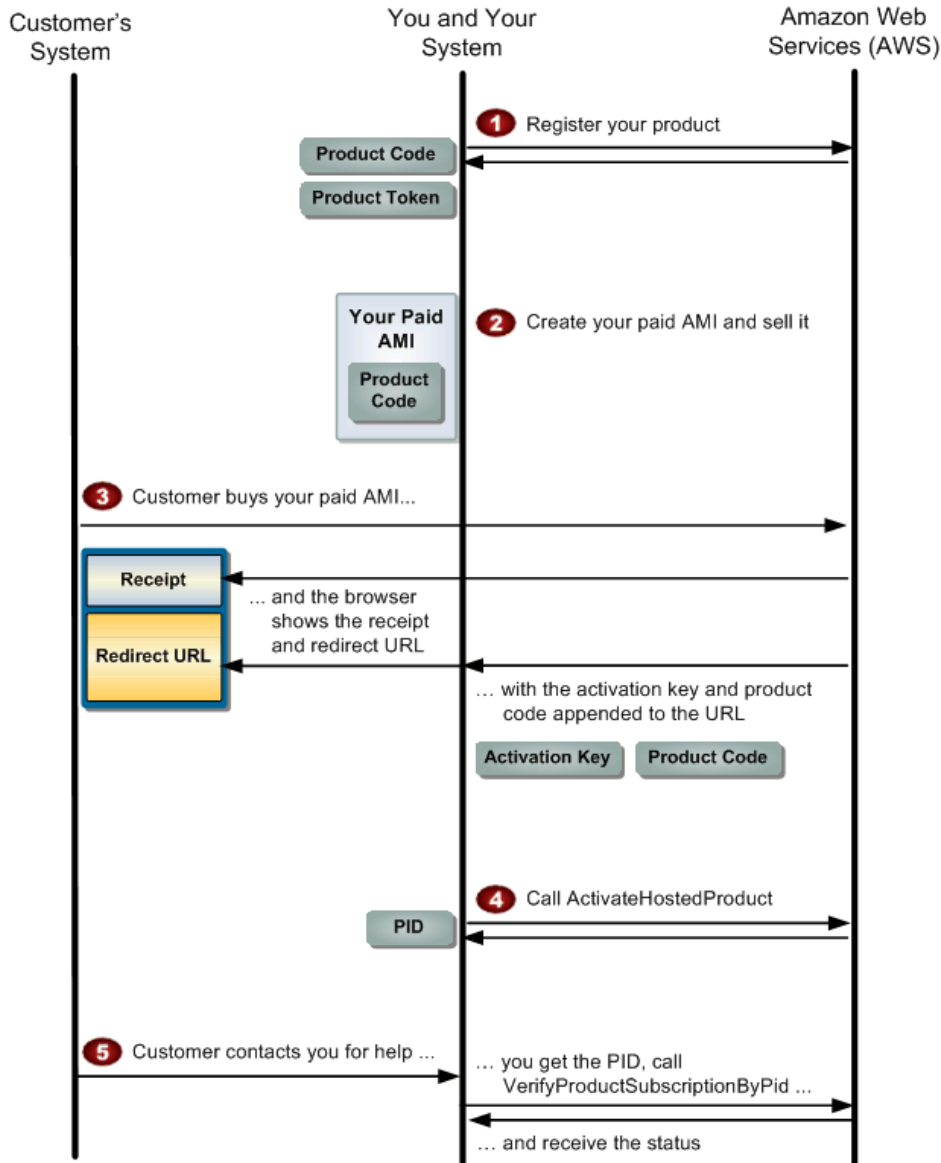 Customer's
System
You and Your
System
Amazon Web
Services (AWS)
1 Register your product
Product Code
Product Token
Your Paid
AMI
Product
Code
2 Create your paid AMI and sell it
3 Customer buys your paid AMI...
Receipt
... and the browser
shows the receipt
and redirect URL
Redirect URL
... with the activation key and product
code appended to the URL
Activation Key
Product Code
4 Call ActivateHostedProduct
PID
5 Customer contacts you for help ...
... you get the PID, call
VerifyProductSubscriptionByPid ...
... and receive the status